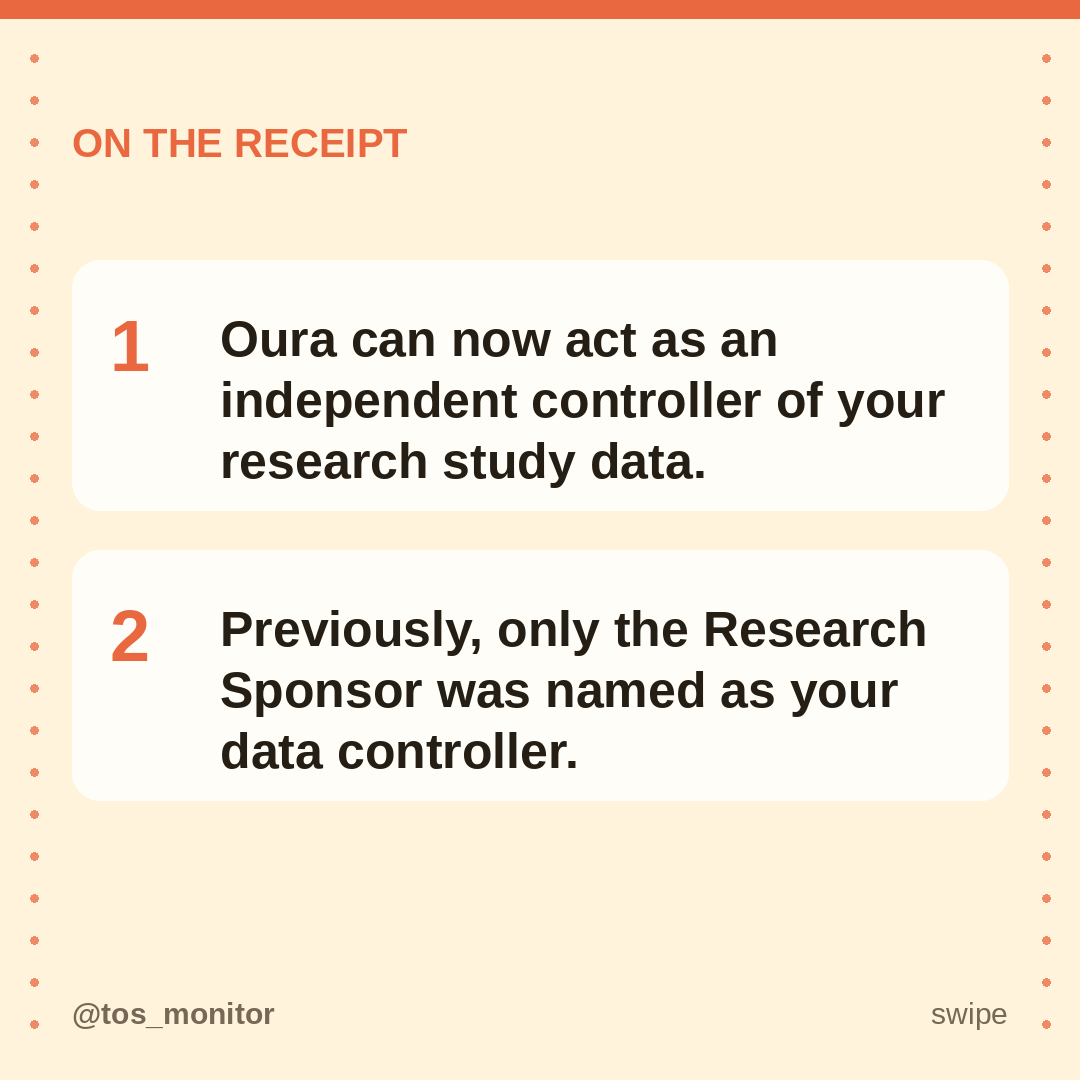 ON THE RECEIPT
1
Oura can now act as an
independent controller of your
research study data.
2
Previously, only the Research
Sponsor was named as your
data controller.
@tos_monitor
swipe